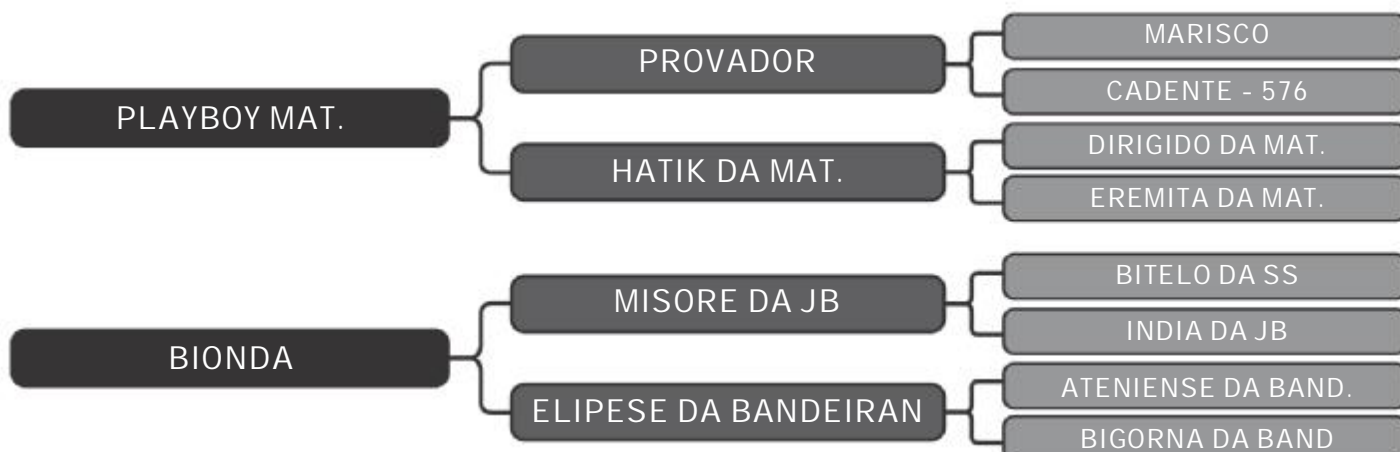 PLAYBOY MAT.
PROVADOR
MARISCO
CADENTE - 576
HATIK DA MAT.
DIRIGIDO DA MAT.
EREMITA DA MAT.
BIONDA
MISORE DA JB
BITELO DA SS
INDIA DA JB
ELIPESE DA BANDEIRAN
ATENIENSE DA BAND.
BIGORNA DA BAND